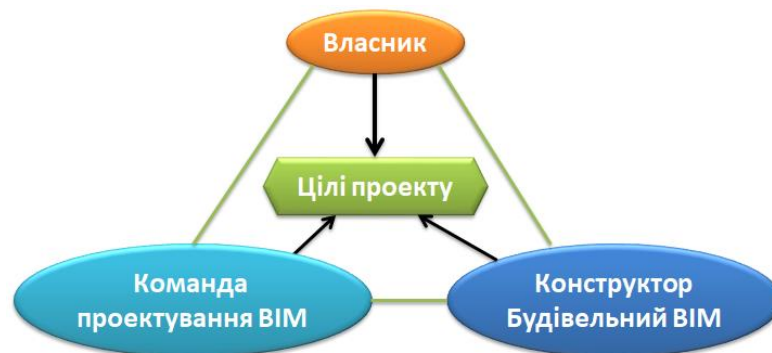 Власник
Цілі проекту
Команда
проектування BIM
Конструктор
Будівельний BIM